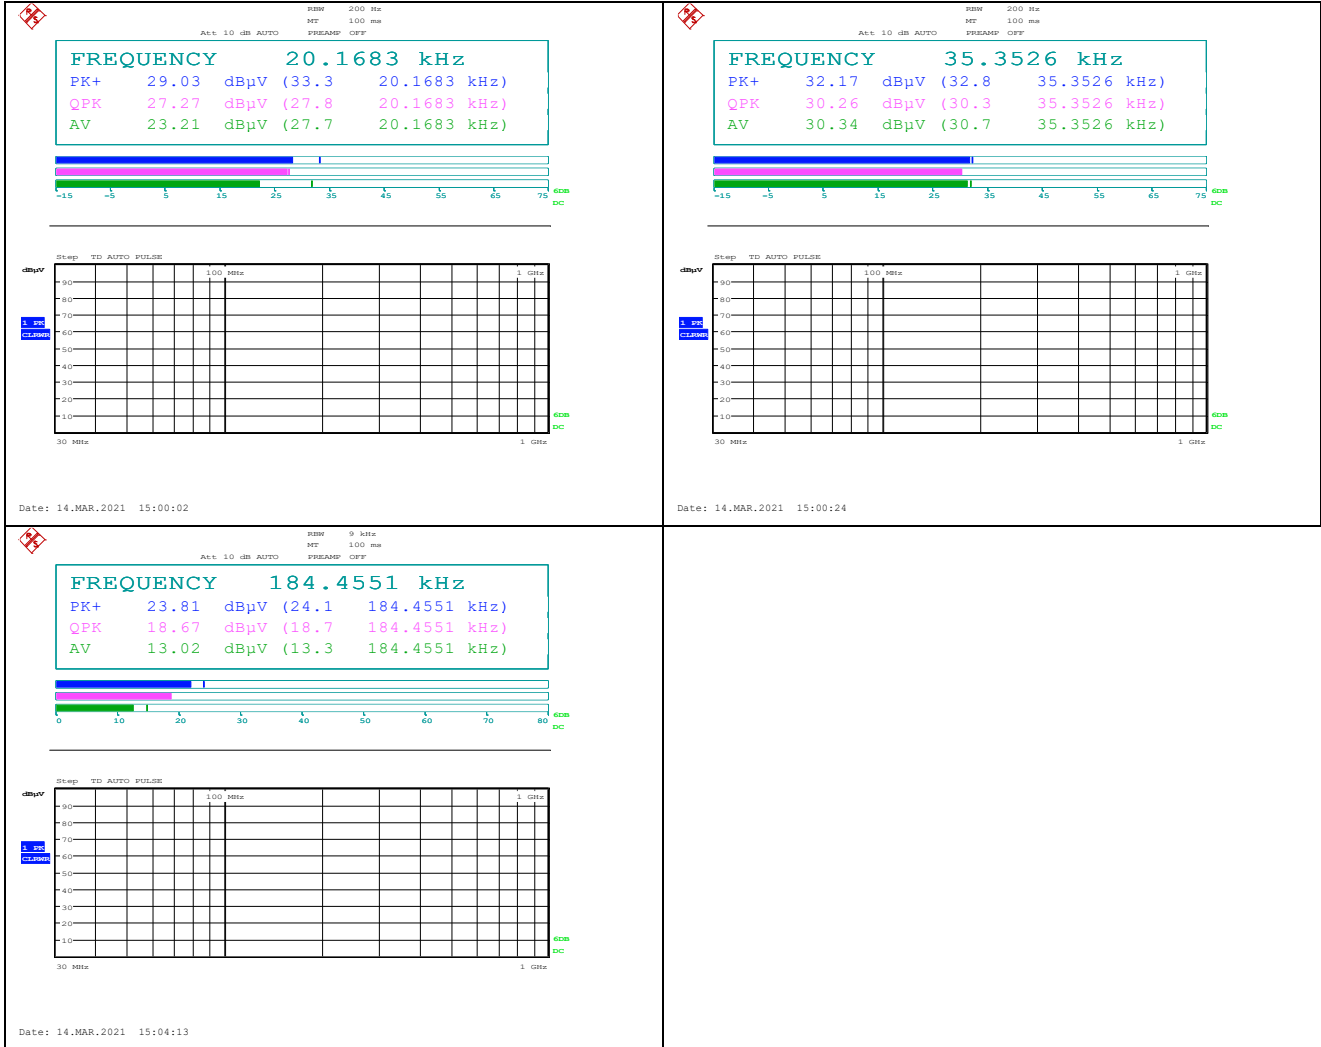 RBW 200 Hz
MT 100 ms
Att 10 dB AUTO PREAMP OFF
FREQUENCY 20.1683 kHz
PK+ 29.03 dBµV (33.3 20.1683 kHz)
QPK 27.27 dBµV (27.8 20.1683 kHz)
AV 23.21 dBµV (27.7 20.1683 kHz)
-15 -5 5 15 25 35 45 55 65 75
6DB
DC
Step TD AUTO PULSE
dBµV
100 MHz 1 GHz
90
80
70
1 PK
60
CLRWR
50
40
30
20
10
6DB
DC
30 MHz 1 GHz
Date: 14.MAR.2021 15:00:02
RBW 200 Hz
MT 100 ms
Att 10 dB AUTO PREAMP OFF
FREQUENCY 35.3526 kHz
PK+ 32.17 dBµV (32.8 35.3526 kHz)
QPK 30.26 dBµV (30.3 35.3526 kHz)
AV 30.34 dBµV (30.7 35.3526 kHz)
-15 -5 5 15 25 35 45 55 65 75
6DB
DC
Step TD AUTO PULSE
dBµV
100 MHz 1 GHz
90
80
70
1 PK
60
CLRWR
50
40
30
20
10
6DB
DC
30 MHz 1 GHz
Date: 14.MAR.2021 15:00:24
RBW 9 kHz
MT 100 ms
Att 10 dB AUTO PREAMP OFF
FREQUENCY 184.4551 kHz
PK+ 23.81 dBµV (24.1 184.4551 kHz)
QPK 18.67 dBµV (18.7 184.4551 kHz)
AV 13.02 dBµV (13.3 184.4551 kHz)
0 10 20 30 40 50 60 70 80
6DB
DC
Step TD AUTO PULSE
dBµV
100 MHz 1 GHz
90
80
70
1 PK
60
CLRWR
50
40
30
20
10
6DB
DC
30 MHz 1 GHz
Date: 14.MAR.2021 15:04:13